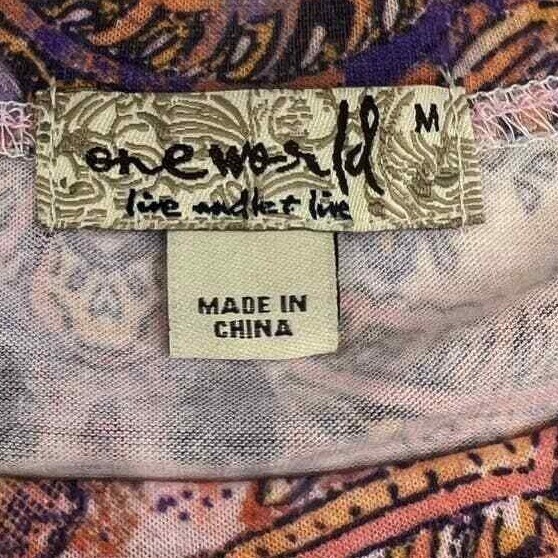 one world
M
live and let live
MADE IN
CHINA